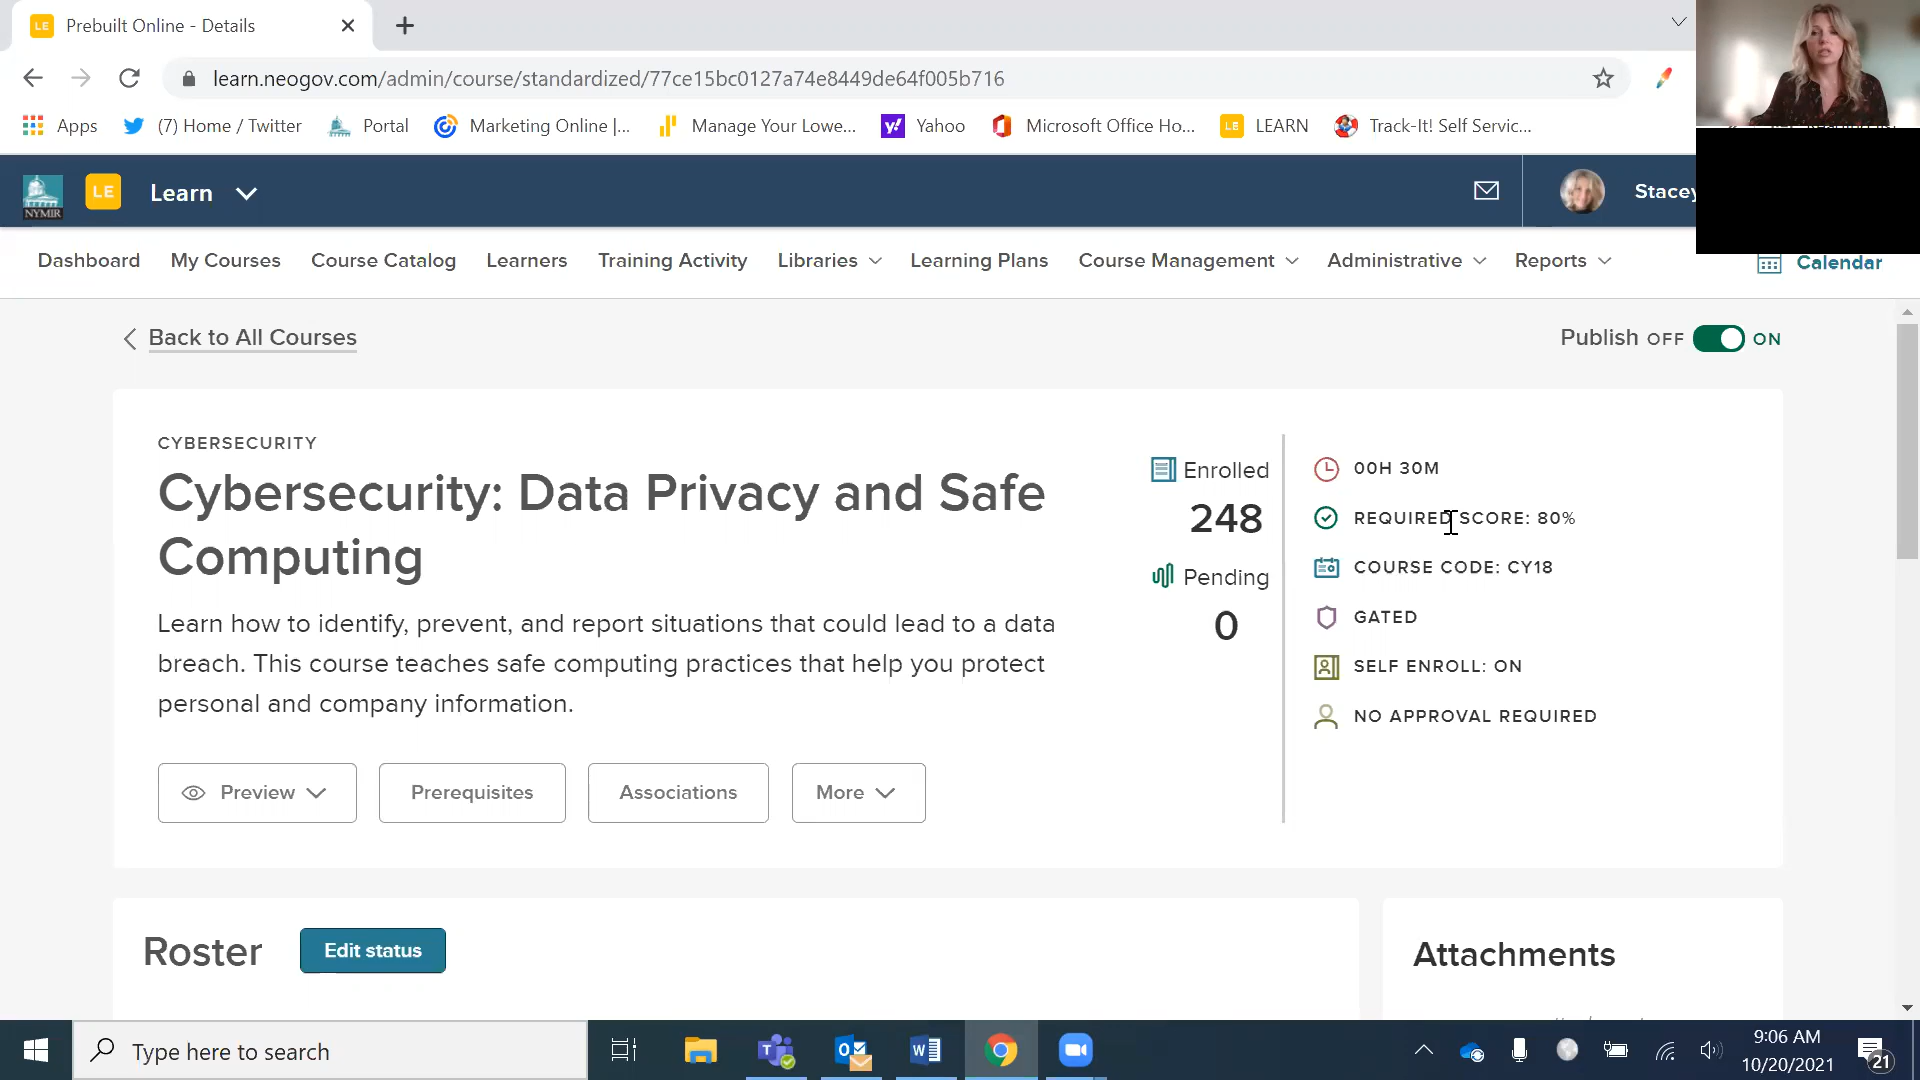 LE Prebuilt Online - Details
learn.neogov.com/admin/course/standardized/77ce15bc0127a74e8449de64f005b716
Apps (7) Home / Twitter Portal Marketing Online |... Manage Your Lowe... Yahoo Microsoft Office Ho... LE LEARN Track-It! Self Servic...
NYMIR LE Learn Stacey
Dashboard My Courses Course Catalog Learners Training Activity Libraries Learning Plans Course Management Administrative Reports Calendar
Back to All Courses Publish OFF ON
CYBERSECURITY
Cybersecurity: Data Privacy and Safe
Computing
Learn how to identify, prevent, and report situations that could lead to a data
breach. This course teaches safe computing practices that help you protect
personal and company information.
Preview Prerequisites Associations More
Enrolled
248
Pending
0
00H 30M
REQUIRED SCORE: 80%
COURSE CODE: CY18
GATED
SELF ENROLL: ON
NO APPROVAL REQUIRED
Roster Edit status
Attachments
Type here to search
9:06 AM
10/20/2021
21